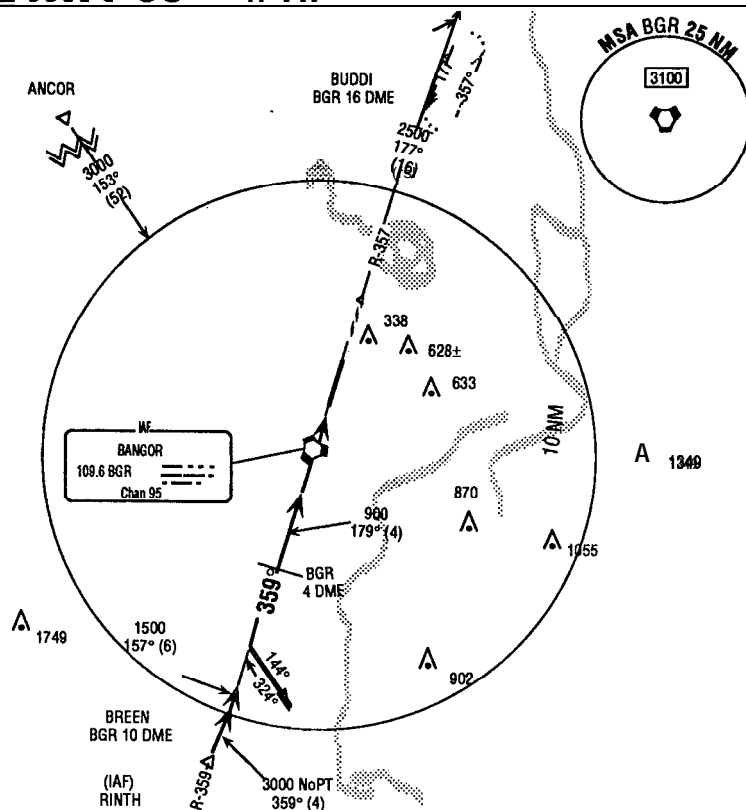 MSA BGR 25 NM
3100
ANCOR
3000
153°
(52)
BUDDI
BGR 16 DME
177°
357°
2500
177°
R-357
338
628±
633
10 NM
IAF
BANGOR
109.6 BGR
Chan 95
A 1349
870
1055
900
179° (4)
BGR
4 DME
359°
1749
1500
157° (6)
144°
324°
902
BREEN
BGR 10 DME
(IAF)
RINTH
R-359
3000 NoPT
359° (4)